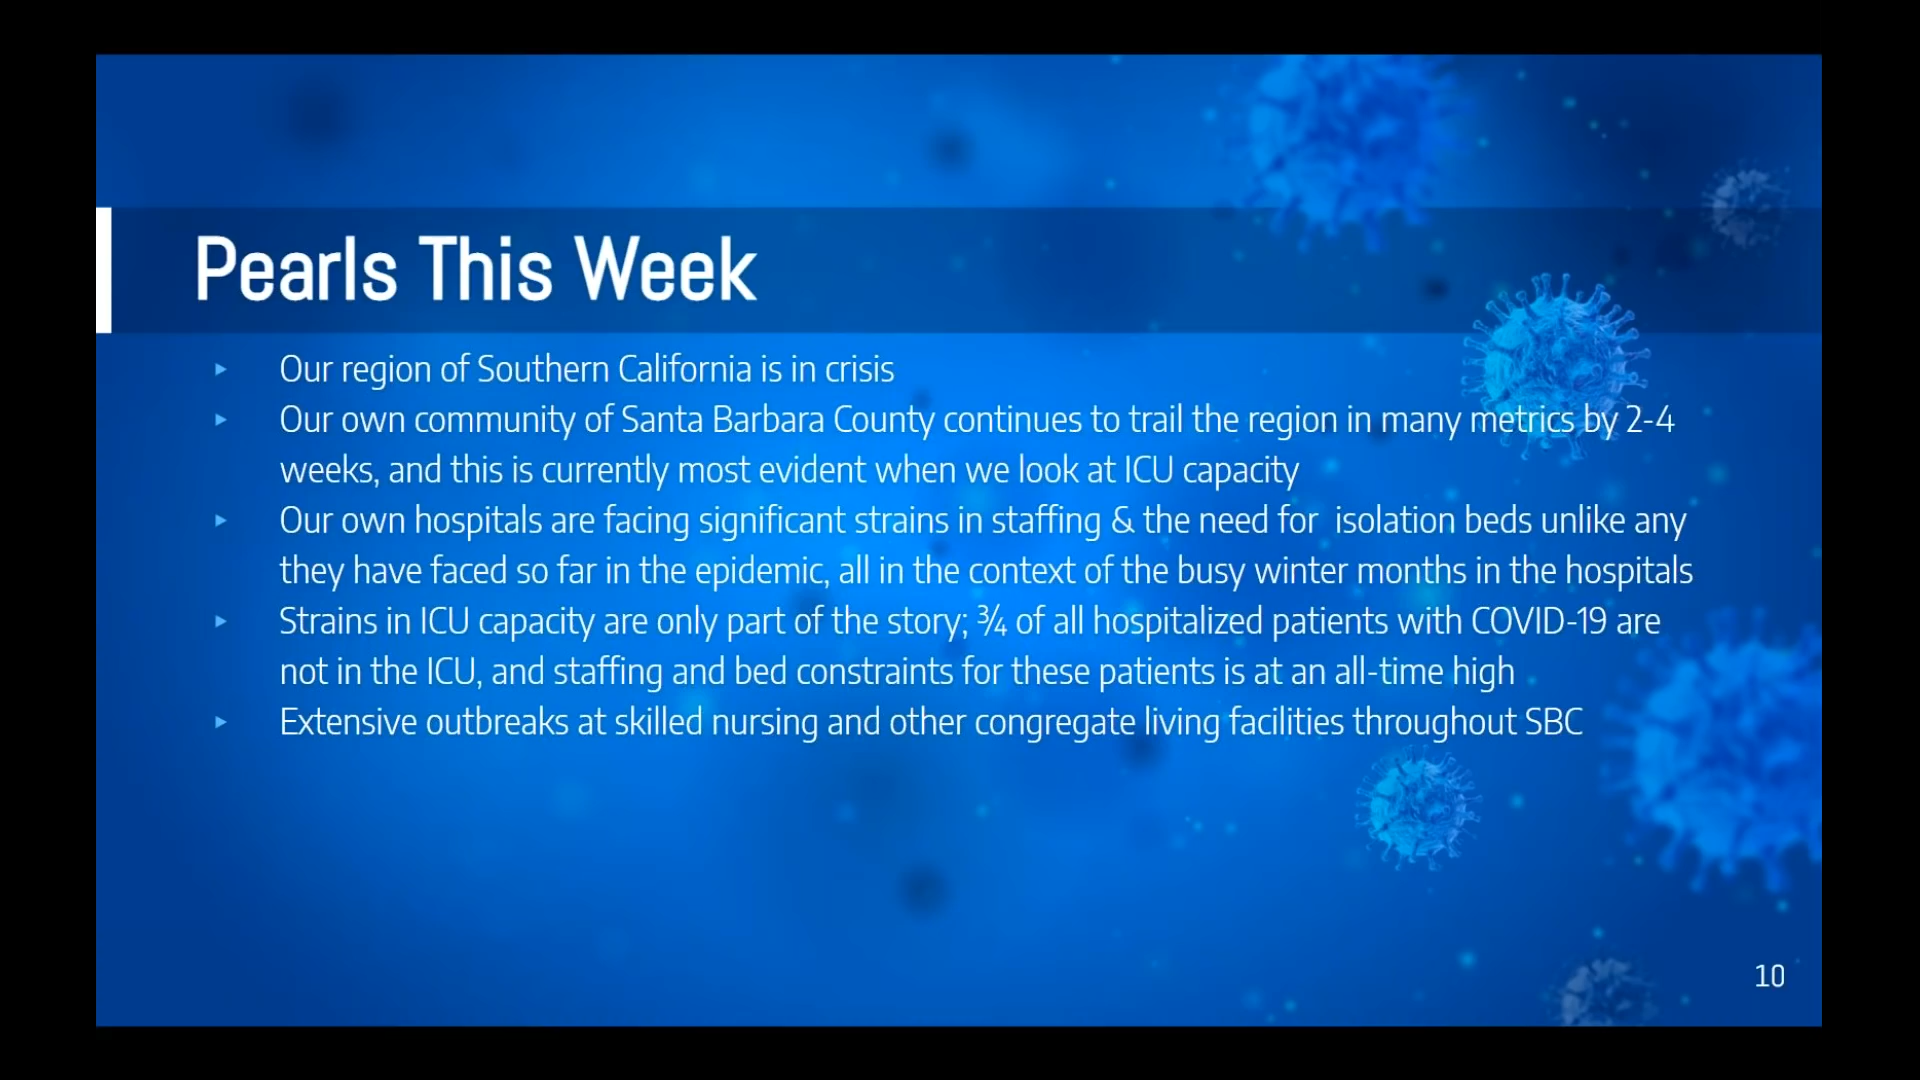 Pearls This Week
▸ Our region of Southern California is in crisis
▸ Our own community of Santa Barbara County continues to trail the region in many metrics by 2-4
weeks, and this is currently most evident when we look at ICU capacity
▸ Our own hospitals are facing significant strains in staffing & the need for  isolation beds unlike any
they have faced so far in the epidemic, all in the context of the busy winter months in the hospitals
▸ Strains in ICU capacity are only part of the story; ¾ of all hospitalized patients with COVID-19 are
not in the ICU, and staffing and bed constraints for these patients is at an all-time high
▸ Extensive outbreaks at skilled nursing and other congregate living facilities throughout SBC
10